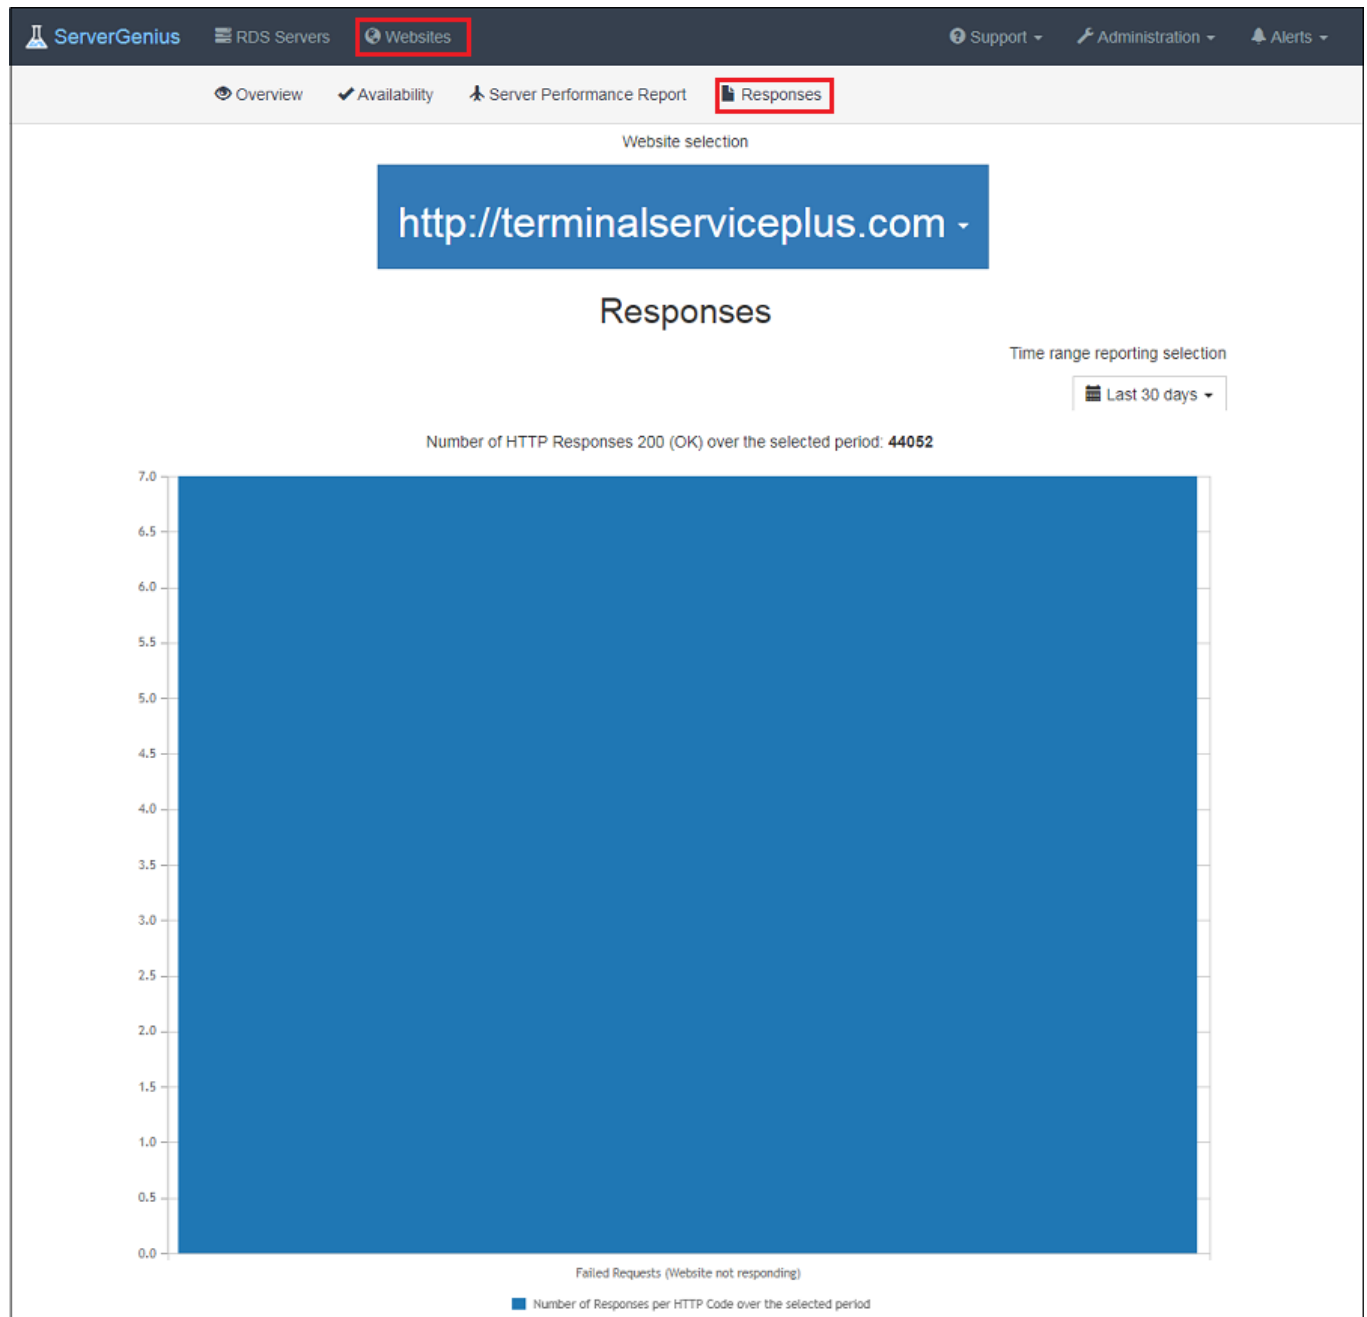 ServerGenius RDS Servers Websites Support Administration Alerts
Overview Availability Server Performance Report Responses
Website selection
http://terminalserviceplus.com
Responses
Time range reporting selection
Last 30 days
Number of HTTP Responses 200 (OK) over the selected period: 44052
7.0
6.5
6.0
5.5
5.0
4.5
4.0
3.5
3.0
2.5
2.0
1.5
1.0
0.5
0.0
Failed Requests (Website not responding)
Number of Responses per HTTP Code over the selected period